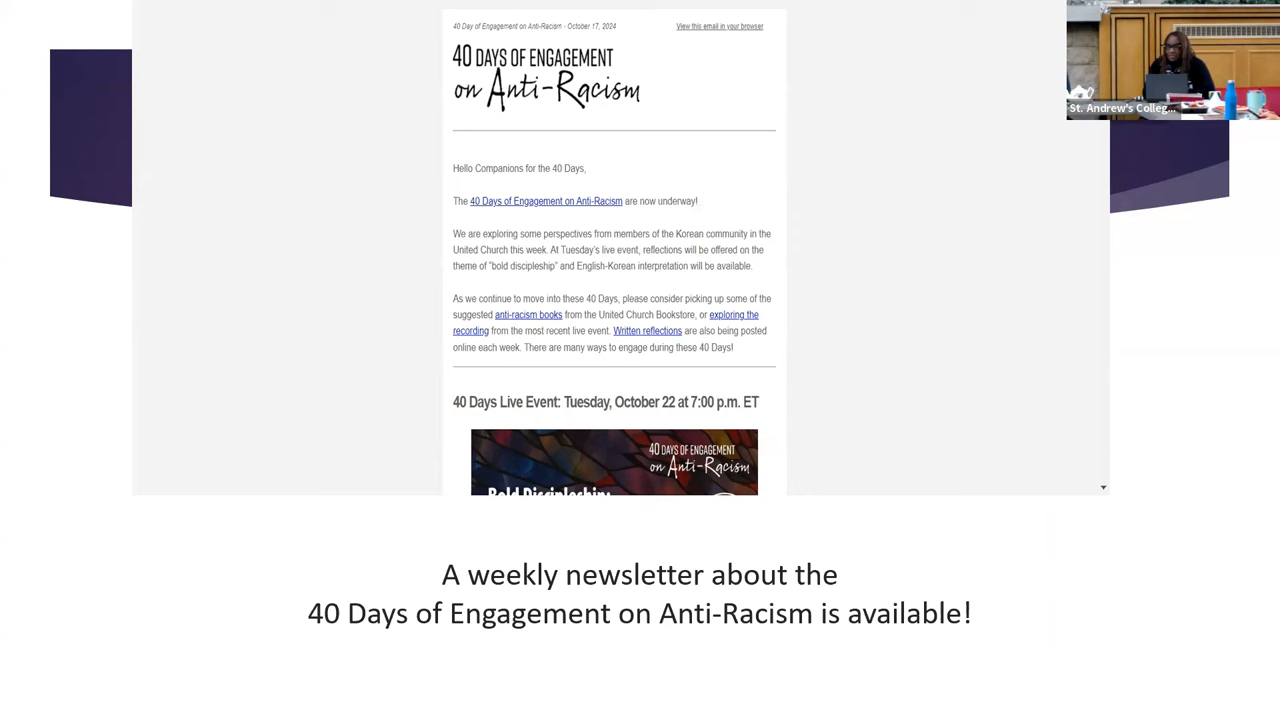 40 Day of Engagement on Anti-Racism - October 17, 2024
View this email in your browser
40 DAYS OF ENGAGEMENT
on Anti-Racism
Hello Companions for the 40 Days,
The 40 Days of Engagement on Anti-Racism are now underway!
We are exploring some perspectives from members of the Korean community in the
United Church this week. At Tuesday's live event, reflections will be offered on the
theme of "bold discipleship" and English-Korean interpretation will be available.
As we continue to move into these 40 Days, please consider picking up some of the
suggested anti-racism books from the United Church Bookstore, or exploring the
recording from the most recent live event. Written reflections are also being posted
online each week. There are many ways to engage during these 40 Days!
40 Days Live Event: Tuesday, October 22 at 7:00 p.m. ET
40 DAYS OF ENGAGEMENT
on Anti-Racism
Bold Discipleship:
St. Andrew's Colleg...
A weekly newsletter about the
40 Days of Engagement on Anti-Racism is available!